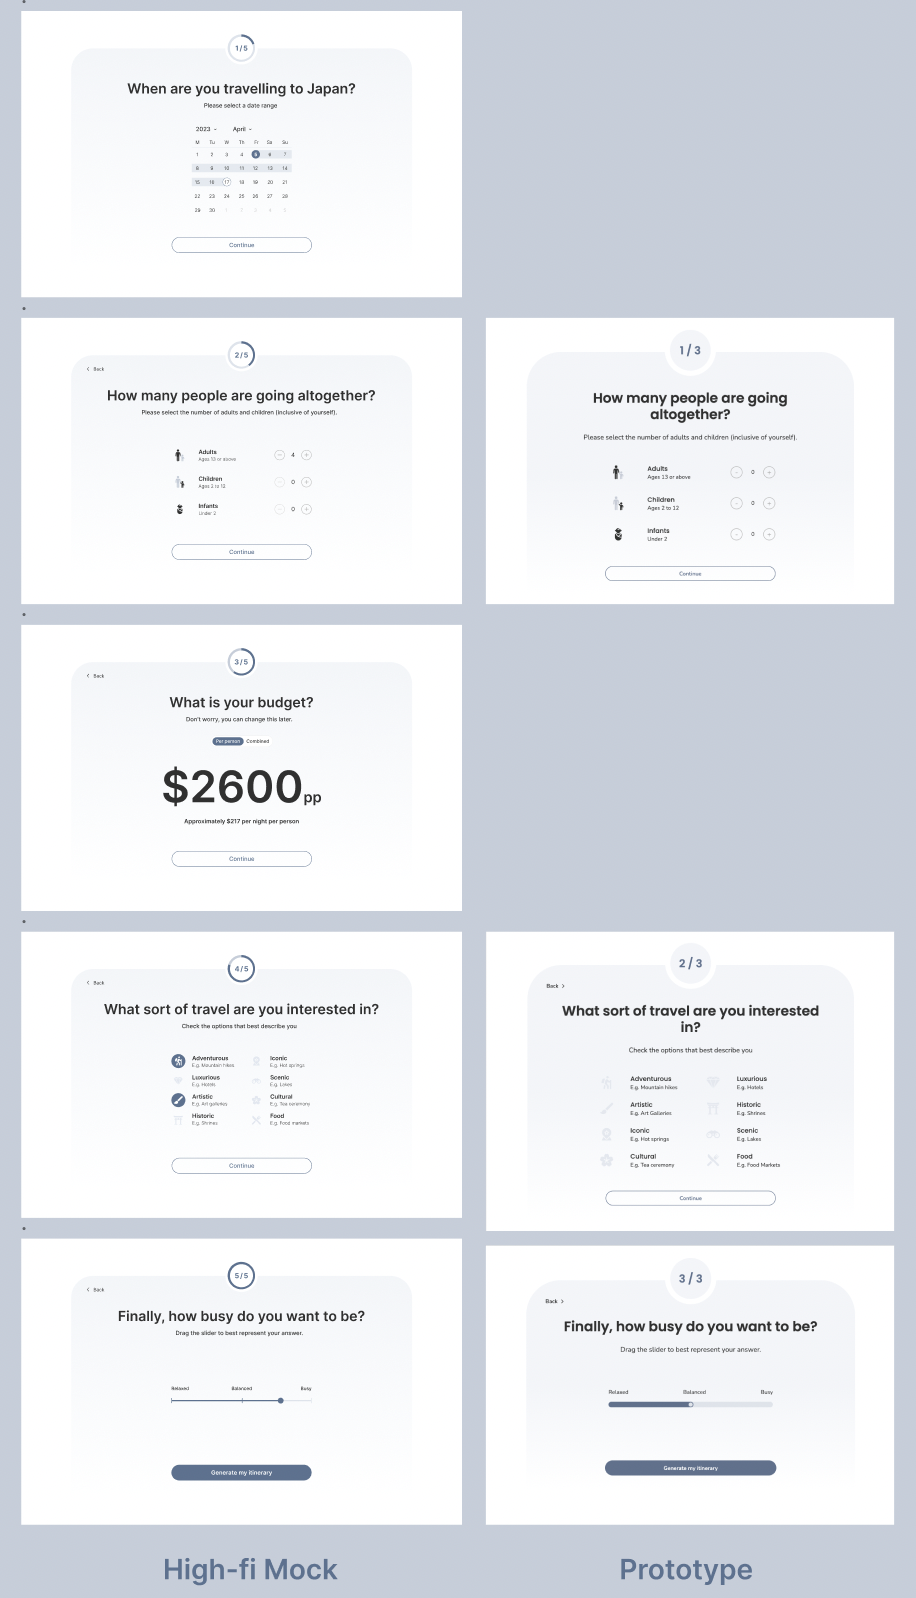 1/5
When are you travelling to Japan?
Please select a date range
2023 April
M Tu W Th Fr Sa Su
1 2 3 4 5 6 7
8 9 10 11 12 13 14
15 16 17 18 19 20 21
22 23 24 25 26 27 28
29 30 1 2 3 4 5
Continue
2/5
Back
How many people are going altogether?
Please select the number of adults and children (inclusive of yourself).
Adults
Ages 13 or above
- 4 +
Children
Ages 2 to 12
- 0 +
Infants
Under 2
- 0 +
Continue
1 / 3
How many people are going
altogether?
Please select the number of adults and children (inclusive of yourself).
Adults
Ages 13 or above
- 0 +
Children
Ages 2 to 12
- 0 +
Infants
Under 2
- 0 +
Continue
3/5
Back
What is your budget?
Don't worry, you can change this later.
Per person Combined
$2600pp
Approximately $217 per night per person
Continue
4/5
Back
What sort of travel are you interested in?
Check the options that best describe you
Adventurous Iconic
E.g. Mountain hikes E.g. Hot springs
Luxurious Scenic
E.g. Hotels E.g. Lakes
Artistic Cultural
E.g. Art galleries E.g. Tea ceremony
Historic Food
E.g. Shrines E.g. Food markets
Continue
2 / 3
Back >
What sort of travel are you interested
in?
Check the options that best describe you
Adventurous Luxurious
E.g. Mountain hikes E.g. Hotels
Artistic Historic
E.g. Art Galleries E.g. Shrines
Iconic Scenic
E.g. Hot springs E.g. Lakes
Cultural Food
E.g. Tea ceremony E.g. Food Markets
Continue
5/5
Back
Finally, how busy do you want to be?
Drag the slider to best represent your answer.
Relaxed Balanced Busy
Generate my itinerary
3 / 3
Back >
Finally, how busy do you want to be?
Drag the slider to best represent your answer.
Relaxed Balanced Busy
Generate my itinerary
High-fi Mock
Prototype